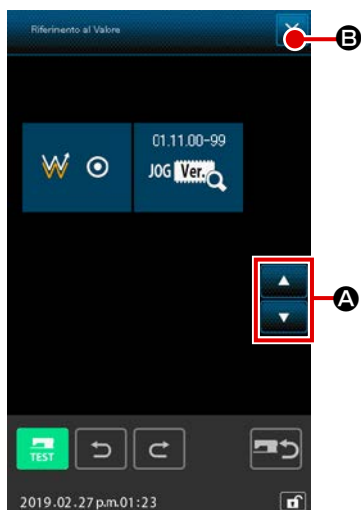 Riferimento al Valore
B
01.11.00-99
JOG Ver.
A
TEST
2019.02.27 p.m.01:23